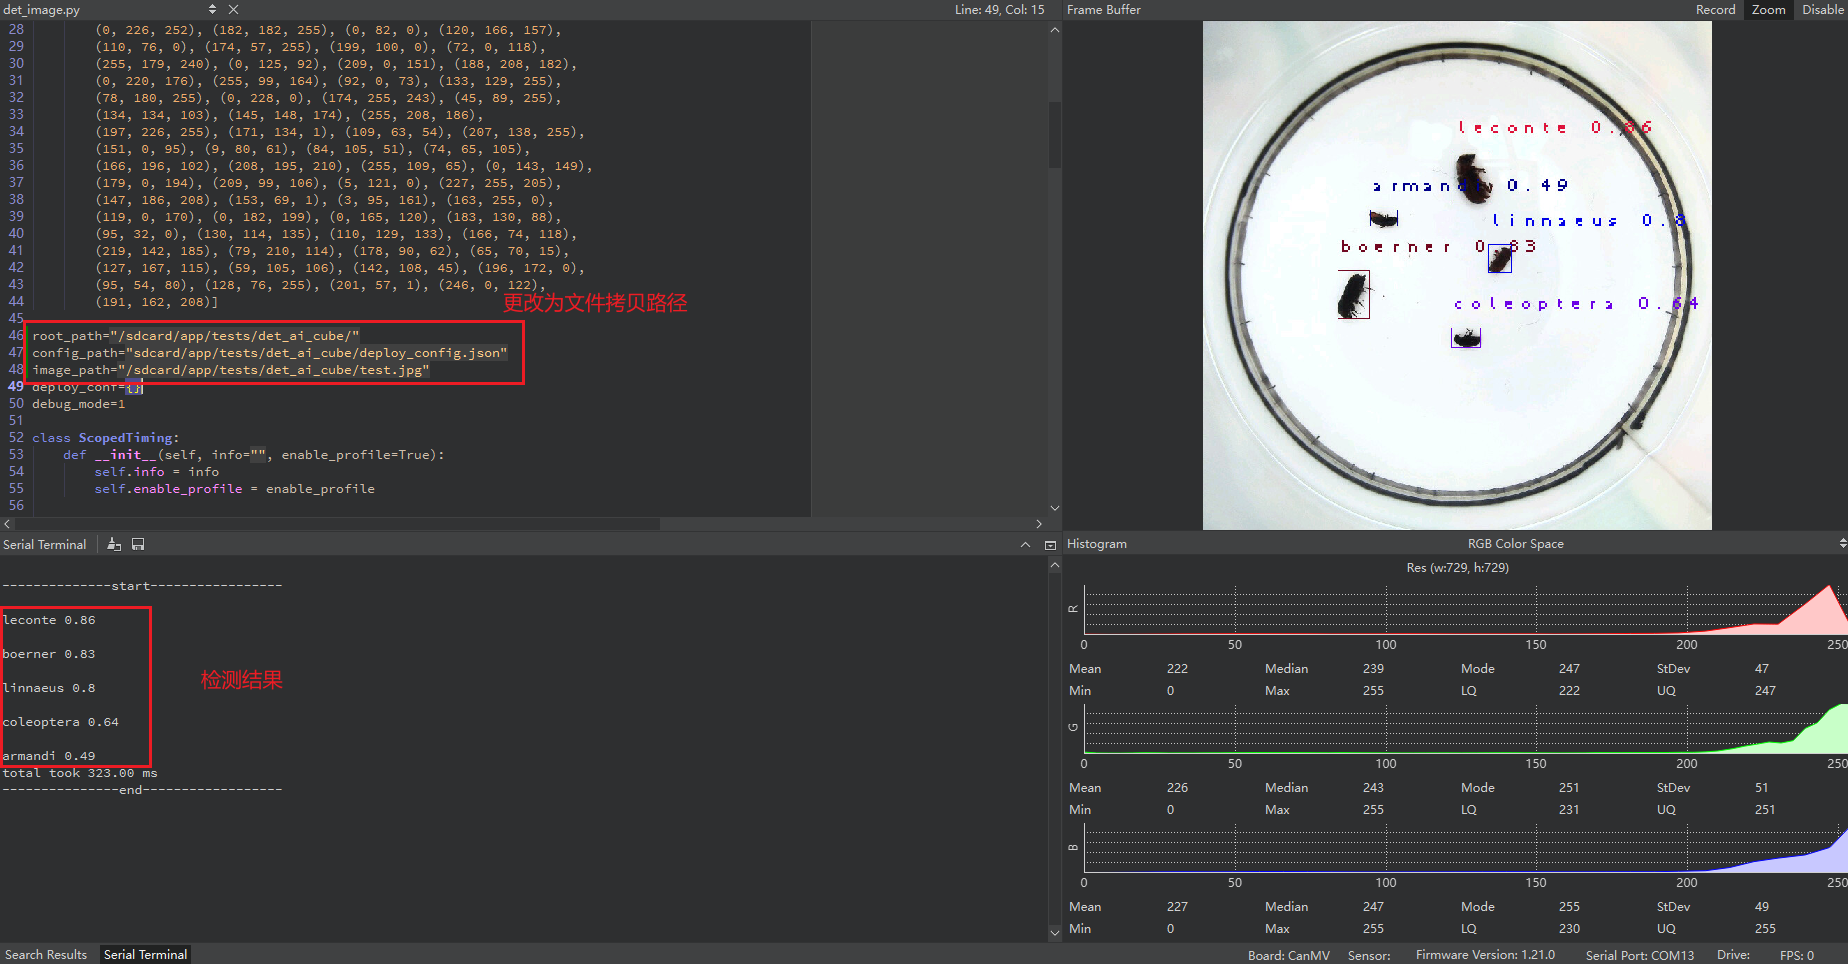 det_image.py
Line: 49, Col: 15
28 (0, 226, 252), (182, 182, 255), (0, 82, 0), (120, 166, 157),
29 (110, 76, 0), (174, 57, 255), (199, 100, 0), (72, 0, 118),
30 (255, 179, 240), (0, 125, 92), (209, 0, 151), (188, 208, 182),
31 (0, 220, 176), (255, 99, 164), (92, 0, 73), (133, 129, 255),
32 (78, 180, 255), (0, 228, 0), (174, 255, 243), (45, 89, 255),
33 (134, 134, 103), (145, 148, 174), (255, 208, 186),
34 (197, 226, 255), (171, 134, 1), (109, 63, 54), (207, 138, 255),
35 (151, 0, 95), (9, 80, 61), (84, 105, 51), (74, 65, 105),
36 (166, 196, 102), (208, 195, 210), (255, 109, 65), (0, 143, 149),
37 (179, 0, 194), (209, 99, 106), (5, 121, 0), (227, 255, 205),
38 (147, 186, 208), (153, 69, 1), (3, 95, 161), (163, 255, 0),
39 (119, 0, 170), (0, 182, 199), (0, 165, 120), (183, 130, 88),
40 (95, 32, 0), (130, 114, 135), (110, 129, 133), (166, 74, 118),
41 (219, 142, 185), (79, 210, 114), (178, 90, 62), (65, 70, 15),
42 (127, 167, 115), (59, 105, 106), (142, 108, 45), (196, 172, 0),
43 (95, 54, 80), (128, 76, 255), (201, 57, 1), (246, 0, 122),
44 (191, 162, 208)]
更改为文件拷贝路径
45
46 root_path="/sdcard/app/tests/det_ai_cube/"
47 config_path="sdcard/app/tests/det_ai_cube/deploy_config.json"
48 image_path="/sdcard/app/tests/det_ai_cube/test.jpg"
49 deploy_conf={}
50 debug_mode=1
51
52 class ScopedTiming:
53 def __init__(self, info="", enable_profile=True):
54 self.info = info
55 self.enable_profile = enable_profile
56
Serial Terminal
--------------start-----------------
leconte 0.86
boerner 0.83
linnaeus 0.8
coleoptera 0.64
armandi 0.49
检测结果
total took 323.00 ms
---------------end------------------
Search Results Serial Terminal
Frame Buffer Record Zoom Disable
leconte 0.86
armandi 0.49
linnaeus 0.8
boerner 0.83
coleoptera 0.64
Histogram RGB Color Space
Res (w:729, h:729)
R
0 50 100 150 200 250
Mean 222 Median 239 Mode 247 StDev 47
Min 0 Max 255 LQ 222 UQ 247
G
0 50 100 150 200 250
Mean 226 Median 243 Mode 251 StDev 51
Min 0 Max 255 LQ 231 UQ 251
B
0 50 100 150 200 250
Mean 227 Median 247 Mode 255 StDev 49
Min 0 Max 255 LQ 230 UQ 255
Board: CanMV Sensor: Firmware Version: 1.21.0 Serial Port: COM13 Drive: FPS: 0